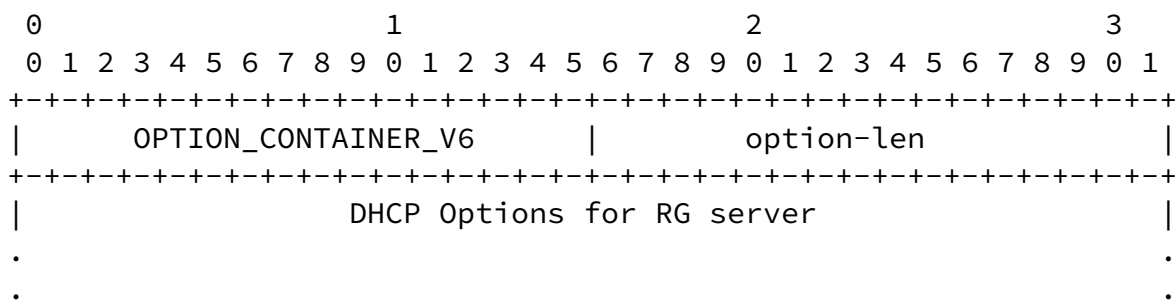 0                   1                   2                   3
 0 1 2 3 4 5 6 7 8 9 0 1 2 3 4 5 6 7 8 9 0 1 2 3 4 5 6 7 8 9 0 1
+-+-+-+-+-+-+-+-+-+-+-+-+-+-+-+-+-+-+-+-+-+-+-+-+-+-+-+-+-+-+-+-+
|      OPTION_CONTAINER_V6      |        option-len             |
+-+-+-+-+-+-+-+-+-+-+-+-+-+-+-+-+-+-+-+-+-+-+-+-+-+-+-+-+-+-+-+-+
|                  DHCP Options for RG server                   |
.                                                               .
.                                                               .